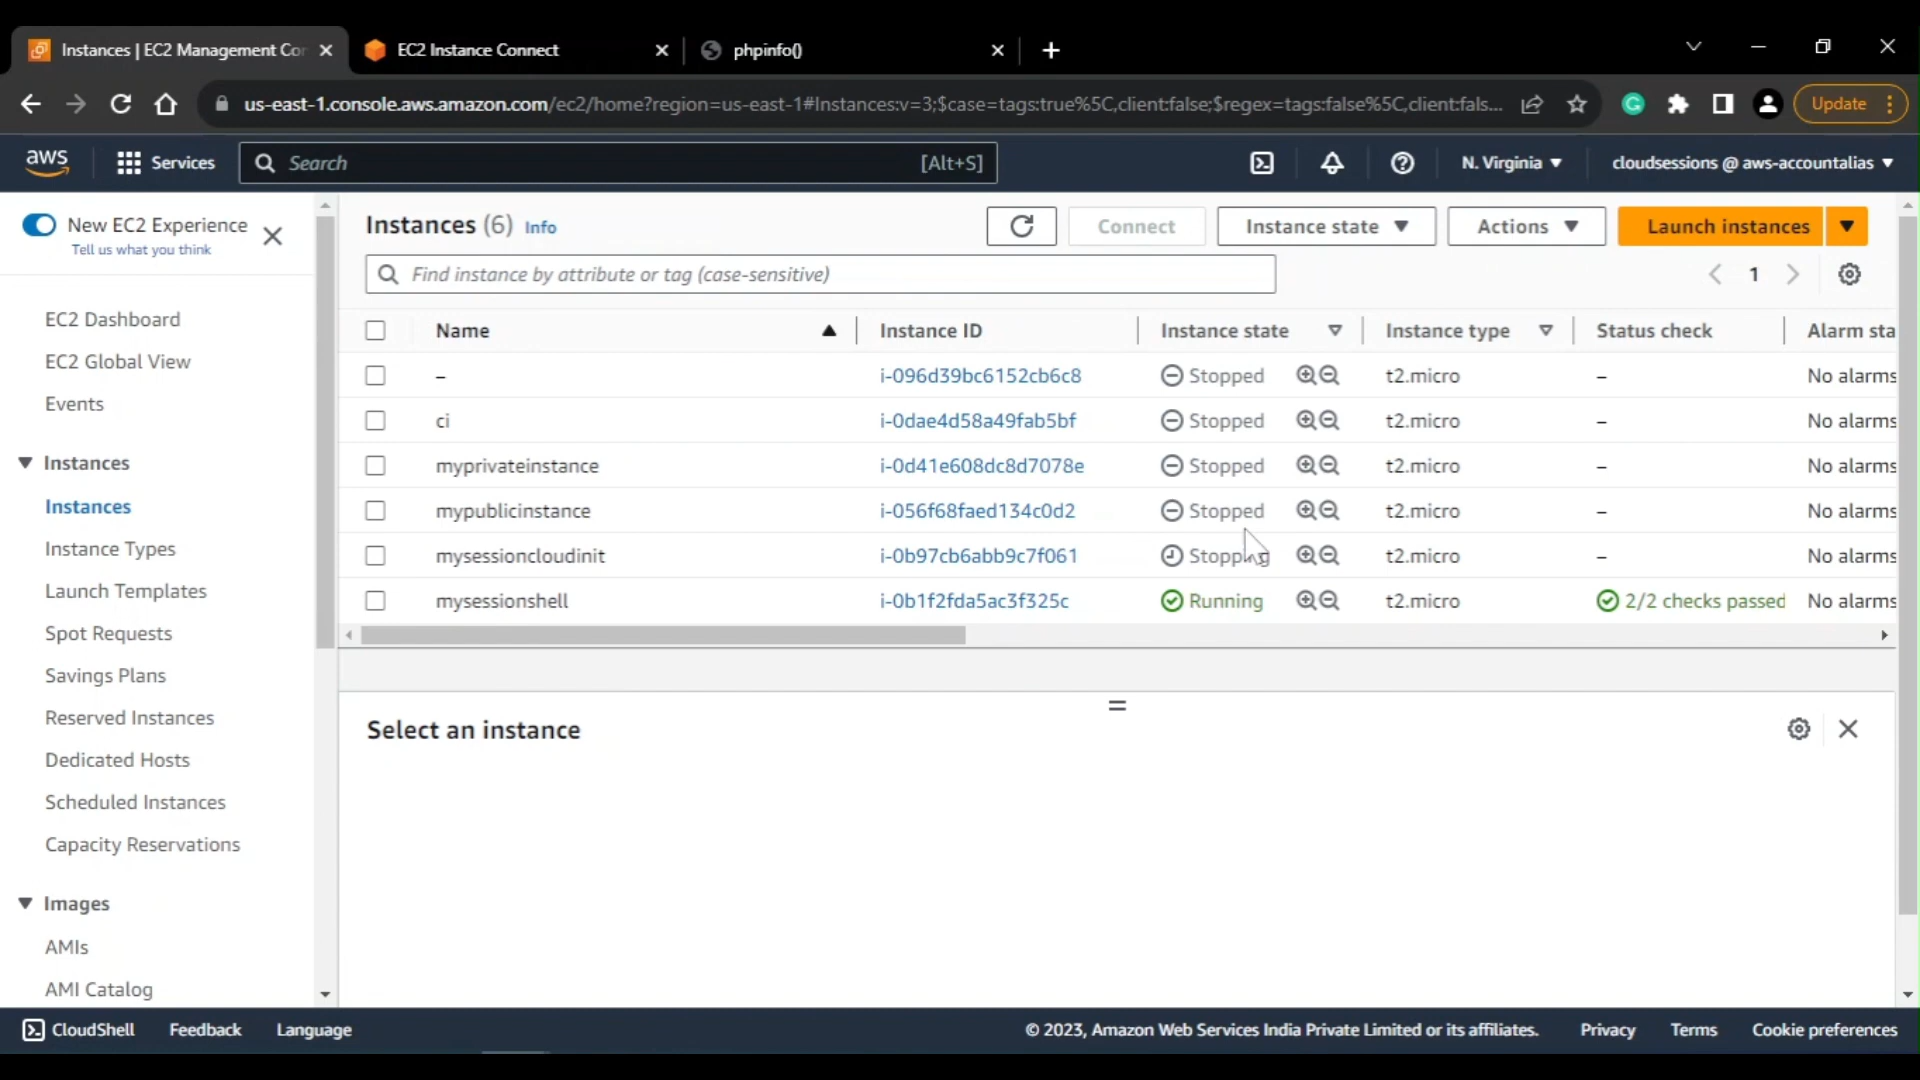 Instances | EC2 Management Cor
EC2 Instance Connect
phpinfo()
us-east-1.console.aws.amazon.com/ec2/home?region=us-east-1#Instances:v=3;$case=tags:true%5C,client:false;$regex=tags:false%5C,client:fals...
Update
aws
Services
Search
[Alt+S]
N. Virginia
cloudsessions @ aws-accountalias
New EC2 Experience
Tell us what you think
EC2 Dashboard
EC2 Global View
Events
Instances
Instances
Instance Types
Launch Templates
Spot Requests
Savings Plans
Reserved Instances
Dedicated Hosts
Scheduled Instances
Capacity Reservations
Images
AMIs
AMI Catalog
Instances (6) Info
Connect
Instance state
Actions
Launch instances
Find instance by attribute or tag (case-sensitive)
1
Name Instance ID Instance state Instance type Status check Alarm sta
– i-096d39bc6152cb6c8 Stopped t2.micro – No alarms
ci i-0dae4d58a49fab5bf Stopped t2.micro – No alarms
myprivateinstance i-0d41e608dc8d7078e Stopped t2.micro – No alarms
mypublicinstance i-056f68faed134c0d2 Stopped t2.micro – No alarms
mysessioncloudinit i-0b97cb6abb9c7f061 Stopping t2.micro – No alarms
mysessionshell i-0b1f2fda5ac3f325c Running t2.micro 2/2 checks passed No alarms
Select an instance
CloudShell
Feedback
Language
© 2023, Amazon Web Services India Private Limited or its affiliates.
Privacy
Terms
Cookie preferences